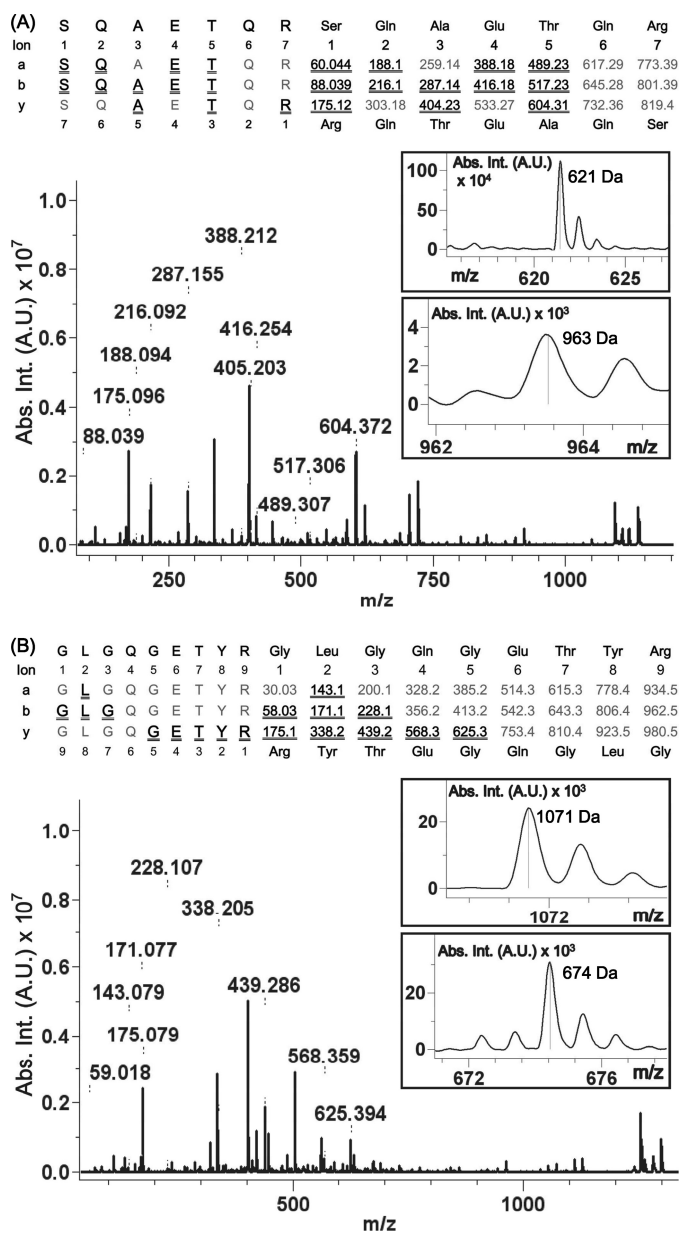 (A) S Q A E T Q R Ser Gln Ala Glu Thr Gln Arg
Ion 1 2 3 4 5 6 7 1 2 3 4 5 6 7
a S Q A E T Q R 60.044 188.1 259.14 388.18 489.23 617.29 773.39
b S Q A E T Q R 88.039 216.1 287.14 416.18 517.23 645.28 801.39
y S Q A E T Q R 175.12 303.18 404.23 533.27 604.31 732.36 819.4
7 6 5 4 3 2 1 Arg Gln Thr Glu Ala Gln Ser
Abs. Int. (A.U.) x 10⁷
1.0
0.8
0.6
0.4
0.2
0.0
388.212
287.155
216.092
416.254
188.094
405.203
175.096
604.372
88.039
517.306
489.307
250 500 750 1000
m/z
Abs. Int. (A.U.)
x 10⁴
621 Da
100
50
0
m/z 620 625
Abs. Int. (A.U.) x 10³
963 Da
4
2
0
962 964 m/z
(B) G L G Q G E T Y R Gly Leu Gly Gln Gly Glu Thr Tyr Arg
Ion 1 2 3 4 5 6 7 8 9 1 2 3 4 5 6 7 8 9
a G L G Q G E T Y R 30.03 143.1 200.1 328.2 385.2 514.3 615.3 778.4 934.5
b G L G Q G E T Y R 58.03 171.1 228.1 356.2 413.2 542.3 643.3 806.4 962.5
y G L G Q G E T Y R 175.1 338.2 439.2 568.3 625.3 753.4 810.4 923.5 980.5
9 8 7 6 5 4 3 2 1 Arg Tyr Thr Glu Gly Gln Gly Leu Gly
Abs. Int. (A.U.) x 10⁷
1.0
0.8
0.6
0.4
0.2
0.0
228.107
338.205
171.077
143.079
439.286
175.079
568.359
59.018
625.394
500 1000
m/z
Abs. Int. (A.U.) x 10³
1071 Da
20
0
1072 m/z
Abs. Int. (A.U.) x 10³
674 Da
20
0
672 676
m/z